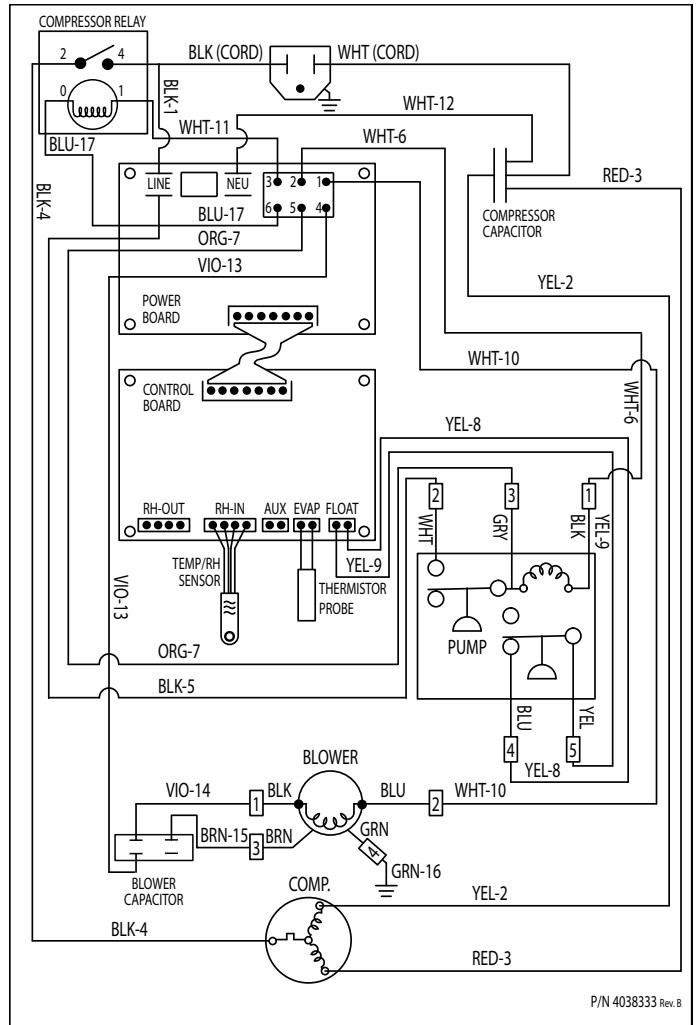 COMPRESSOR RELAY
2 4
BLK (CORD) WHT (CORD)
0 1
BLK-1
WHT-12
WHT-11
WHT-6
BLU-17
RED-3
BLK-4
LINE NEU 3 2 1
6 5 4
COMPRESSOR
CAPACITOR
BLU-17
ORG-7
VIO-13
YEL-2
POWER
BOARD
WHT-10
CONTROL
BOARD
WHT-6
YEL-8
2 3 1
RH-OUT RH-IN AUX EVAP FLOAT
WHT GRY BLK YEL-9
YEL-9
TEMP/RH
SENSOR
THERMISTOR
PROBE
VIO-13
PUMP
ORG-7
BLK-5
BLU YEL
4 5
YEL-8
BLOWER
VIO-14 1 BLK BLU 2 WHT-10
BRN-15 3 BRN GRN
4
GRN-16
BLOWER
CAPACITOR
COMP.
YEL-2
BLK-4
RED-3
P/N 4038333 Rev. B